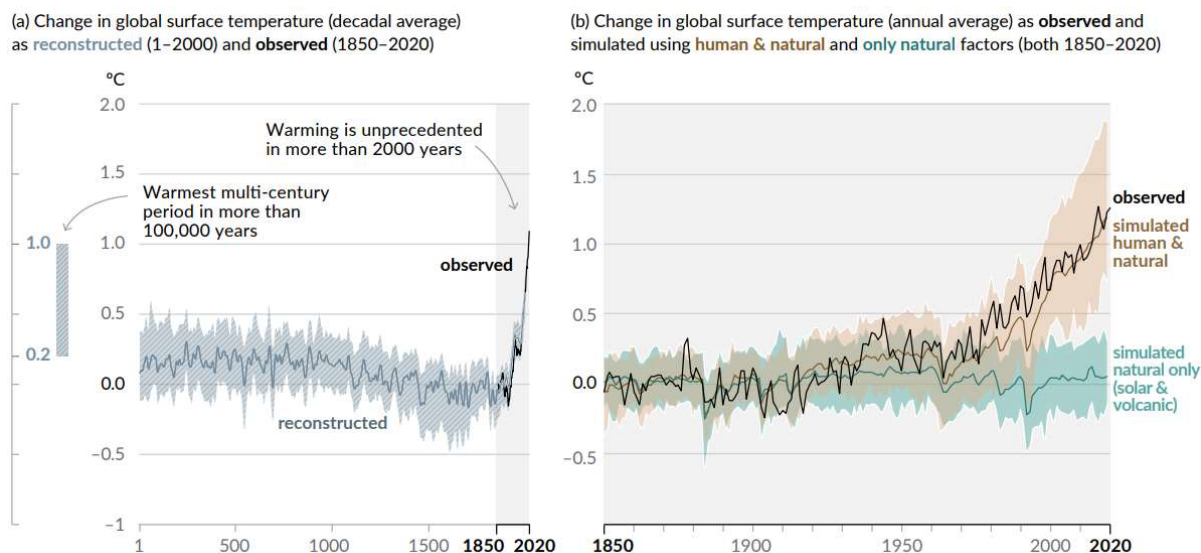 (a) Change in global surface temperature (decadal average)
as reconstructed (1–2000) and observed (1850–2020)
°C
2.0
1.5
1.0
0.5
0.0
−0.5
−1
Warming is unprecedented
in more than 2000 years
Warmest multi-century
period in more than
100,000 years
1.0
0.2
observed
reconstructed
1 500 1000 1500 1850 2020
(b) Change in global surface temperature (annual average) as observed and
simulated using human & natural and only natural factors (both 1850–2020)
°C
2.0
1.5
1.0
0.5
0.0
−0.5
observed
simulated
human &
natural
simulated
natural only
(solar &
volcanic)
1850 1900 1950 2000 2020